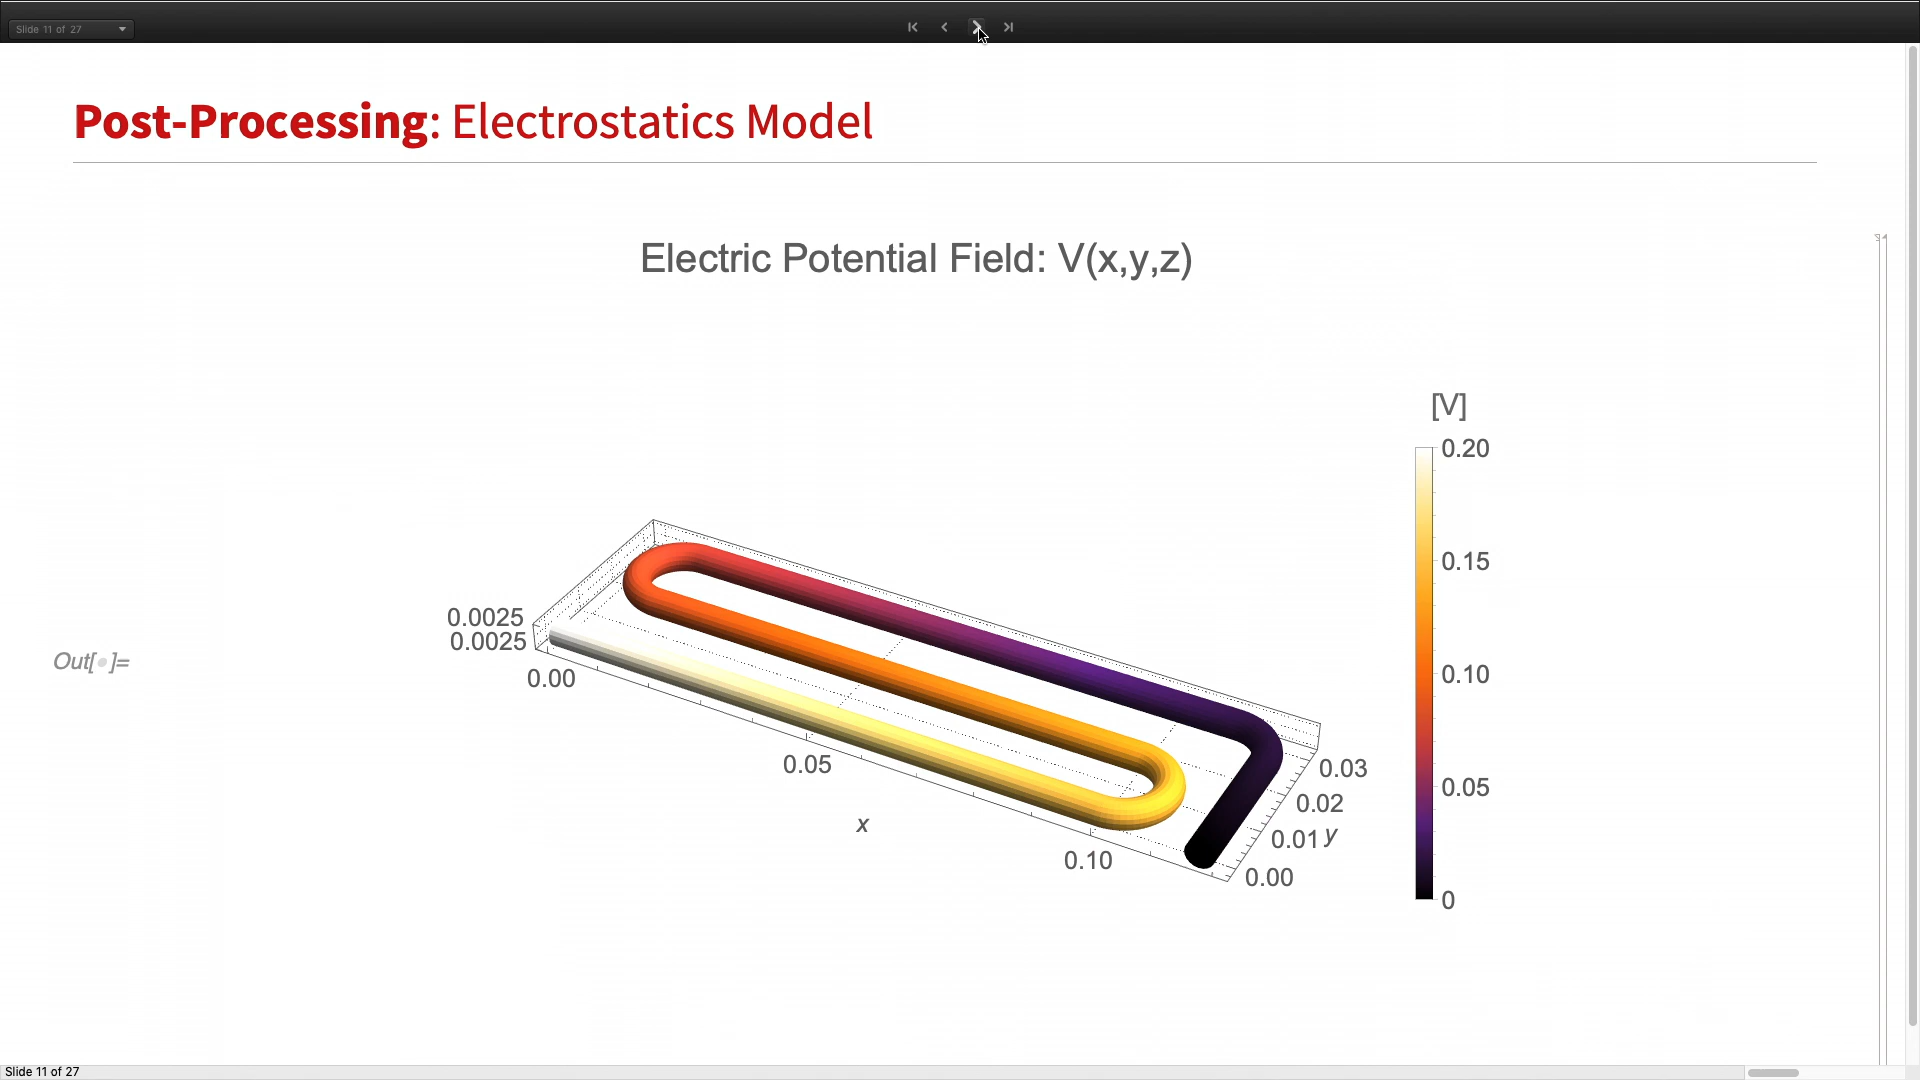 Slide 11 of 27
Post-Processing: Electrostatics Model
Electric Potential Field: V(x,y,z)
[V]
0.20
0.15
0.10
0.05
0
0.0025
0.0025
Out[●]=
0.00
0.05
0.10
x
0.03
0.02
0.01
y
0.00
Slide 11 of 27